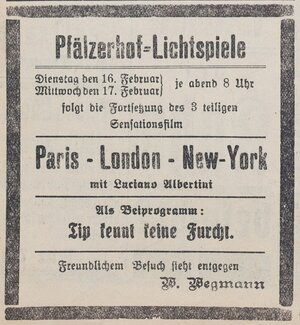 Pfälzerhof-Lichtspiele
Dienstag den 16. Februar) je abend 8 Uhr
Mittwoch den 17. Februar)
folgt die Fortsetzung des 3 teiligen
Sensationsfilm
Paris - London - New-York
mit Luciano Albertini
Als Beiprogramm:
Tip kennt keine Furcht.
Freundlichem Besuch sieht entgegen
W. Wegmann